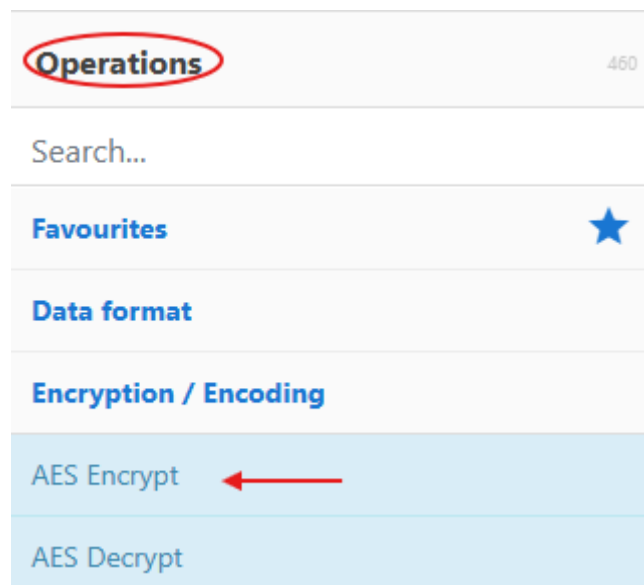 Operations 460
Search...
Favourites
Data format
Encryption / Encoding
AES Encrypt
AES Decrypt